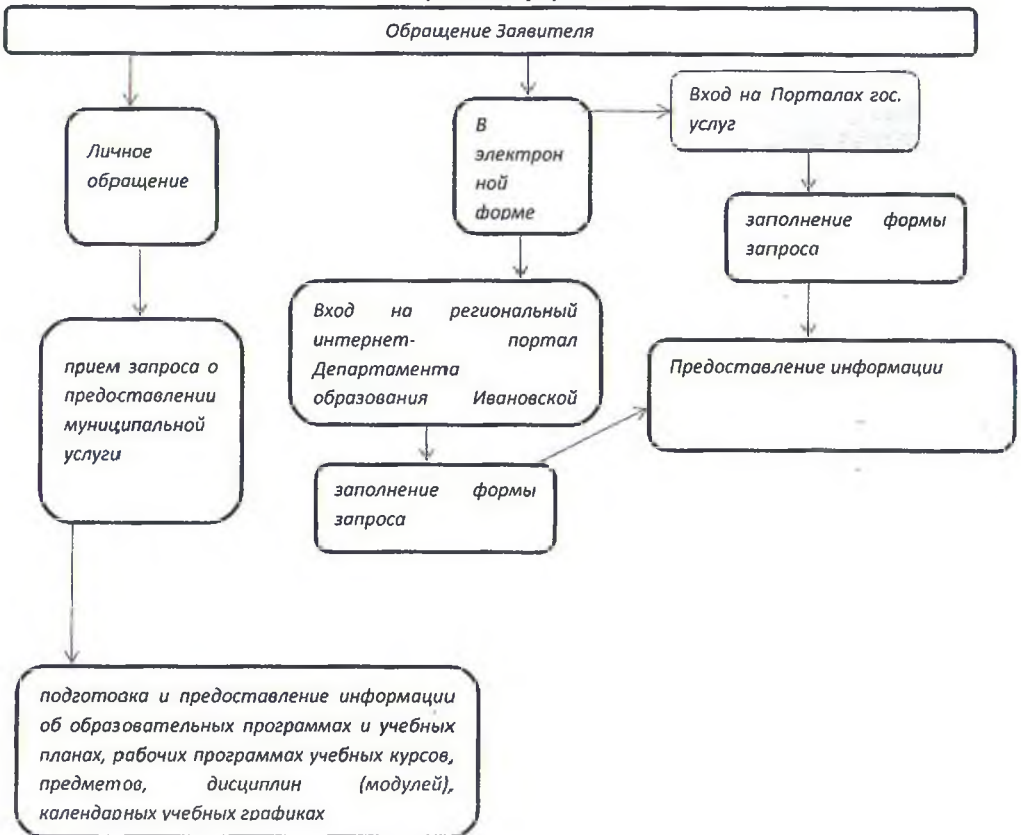 Обращение Заявителя
Личное
обращение
В
электрон
ной
форме
Вход на Порталах гос.
услуг
заполнение формы
запроса
Вход на региональный
интернет- портал
Департамента
образования Ивановской
прием запроса о
предоставлении
муниципальной
услуги
Предоставление информации
заполнение формы
запроса
подготовка и предоставление информации
об образовательных программах и учебных
планах, рабочих программах учебных курсов,
предметов, дисциплин (модулей),
календарных учебных графиках